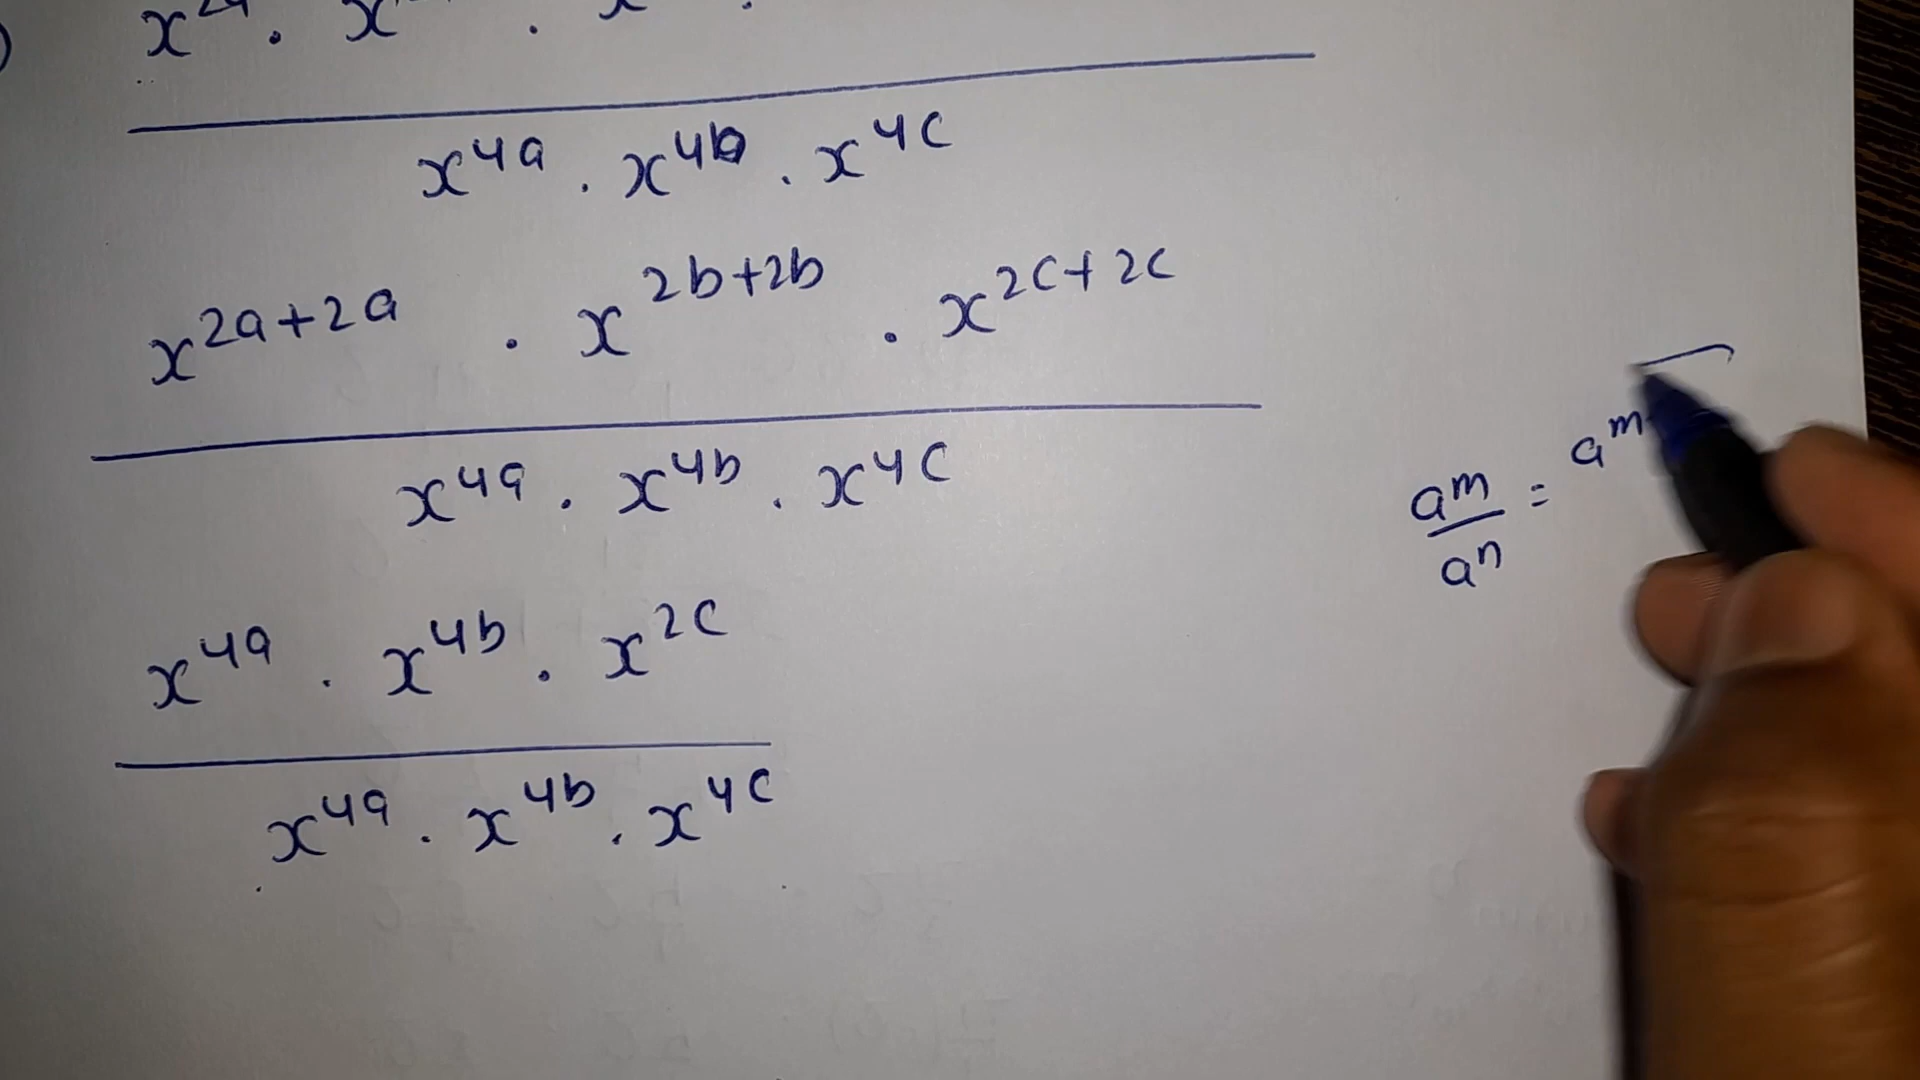 x^{4a} . x^{4b} . x^{4c}
x^{2a+2a} . x^{2b+2b} . x^{2c+2c}
x^{4a} . x^{4b} . x^{4c}
x^{4a} . x^{4b} . x^{2c}
x^{4a} . x^{4b} . x^{4c}
a^m
a^n
= a^m